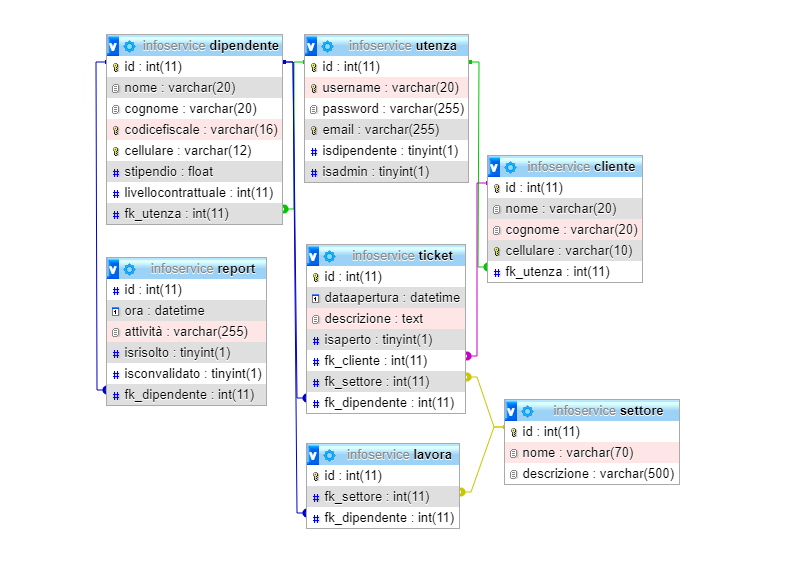 infoservice dipendente
id : int(11)
nome : varchar(20)
cognome : varchar(20)
codicefiscale : varchar(16)
cellulare : varchar(12)
stipendio : float
livellocontrattuale : int(11)
fk_utenza : int(11)
infoservice utenza
id : int(11)
username : varchar(20)
password : varchar(255)
email : varchar(255)
isdipendente : tinyint(1)
isadmin : tinyint(1)
infoservice cliente
id : int(11)
nome : varchar(20)
cognome : varchar(20)
cellulare : varchar(10)
fk_utenza : int(11)
infoservice report
id : int(11)
ora : datetime
attività : varchar(255)
isrisolto : tinyint(1)
isconvalidato : tinyint(1)
fk_dipendente : int(11)
infoservice ticket
id : int(11)
dataapertura : datetime
descrizione : text
isaperto : tinyint(1)
fk_cliente : int(11)
fk_settore : int(11)
fk_dipendente : int(11)
infoservice settore
id : int(11)
nome : varchar(70)
descrizione : varchar(500)
infoservice lavora
id : int(11)
fk_settore : int(11)
fk_dipendente : int(11)